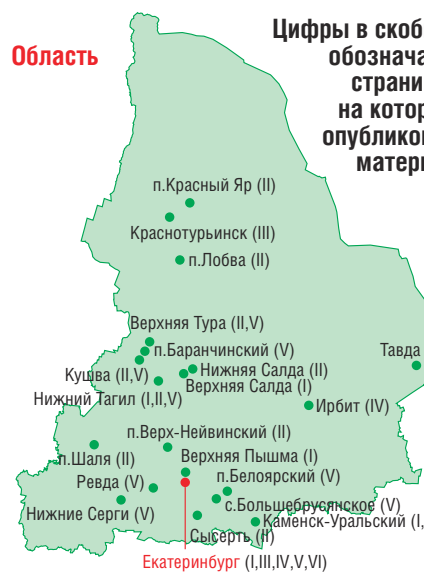 Область
Цифры в скоб
обозνача
страни
на котор
опубликов
матери
п.Красный Яр (II)
Краснотурьинск (III)
п.Лобва (II)
Верхняя Тура (II,V)
п.Баранчинский (V)
Тавда
Нижняя Салда (II)
Кушва (II,V)
Верхняя Салда (I)
Нижний Тагил (I,II,V)
Ирбит (IV)
п.Верх-Нейвинский (II)
п.Шаля (II)
Верхняя Пышма (I)
п.Белоярский (V)
Ревда (V)
с.Большебрусянское (V)
Нижние Серги (V)
Каменск-Уральский (I,
Сысерть (II)
Екатеринбург (I,III,IV,V,VI)